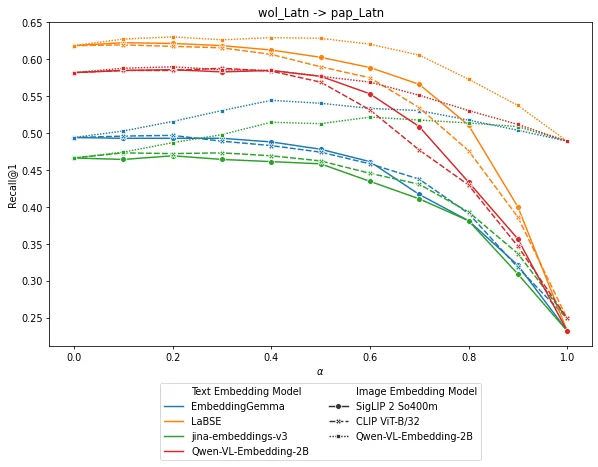 wol_Latn -> pap_Latn
Recall@1
0.65
0.60
0.55
0.50
0.45
0.40
0.35
0.30
0.25
0.0 0.2 0.4 0.6 0.8 1.0
α
Text Embedding Model
EmbeddingGemma
LaBSE
jina-embeddings-v3
Qwen-VL-Embedding-2B
Image Embedding Model
SigLIP 2 So400m
CLIP ViT-B/32
Qwen-VL-Embedding-2B